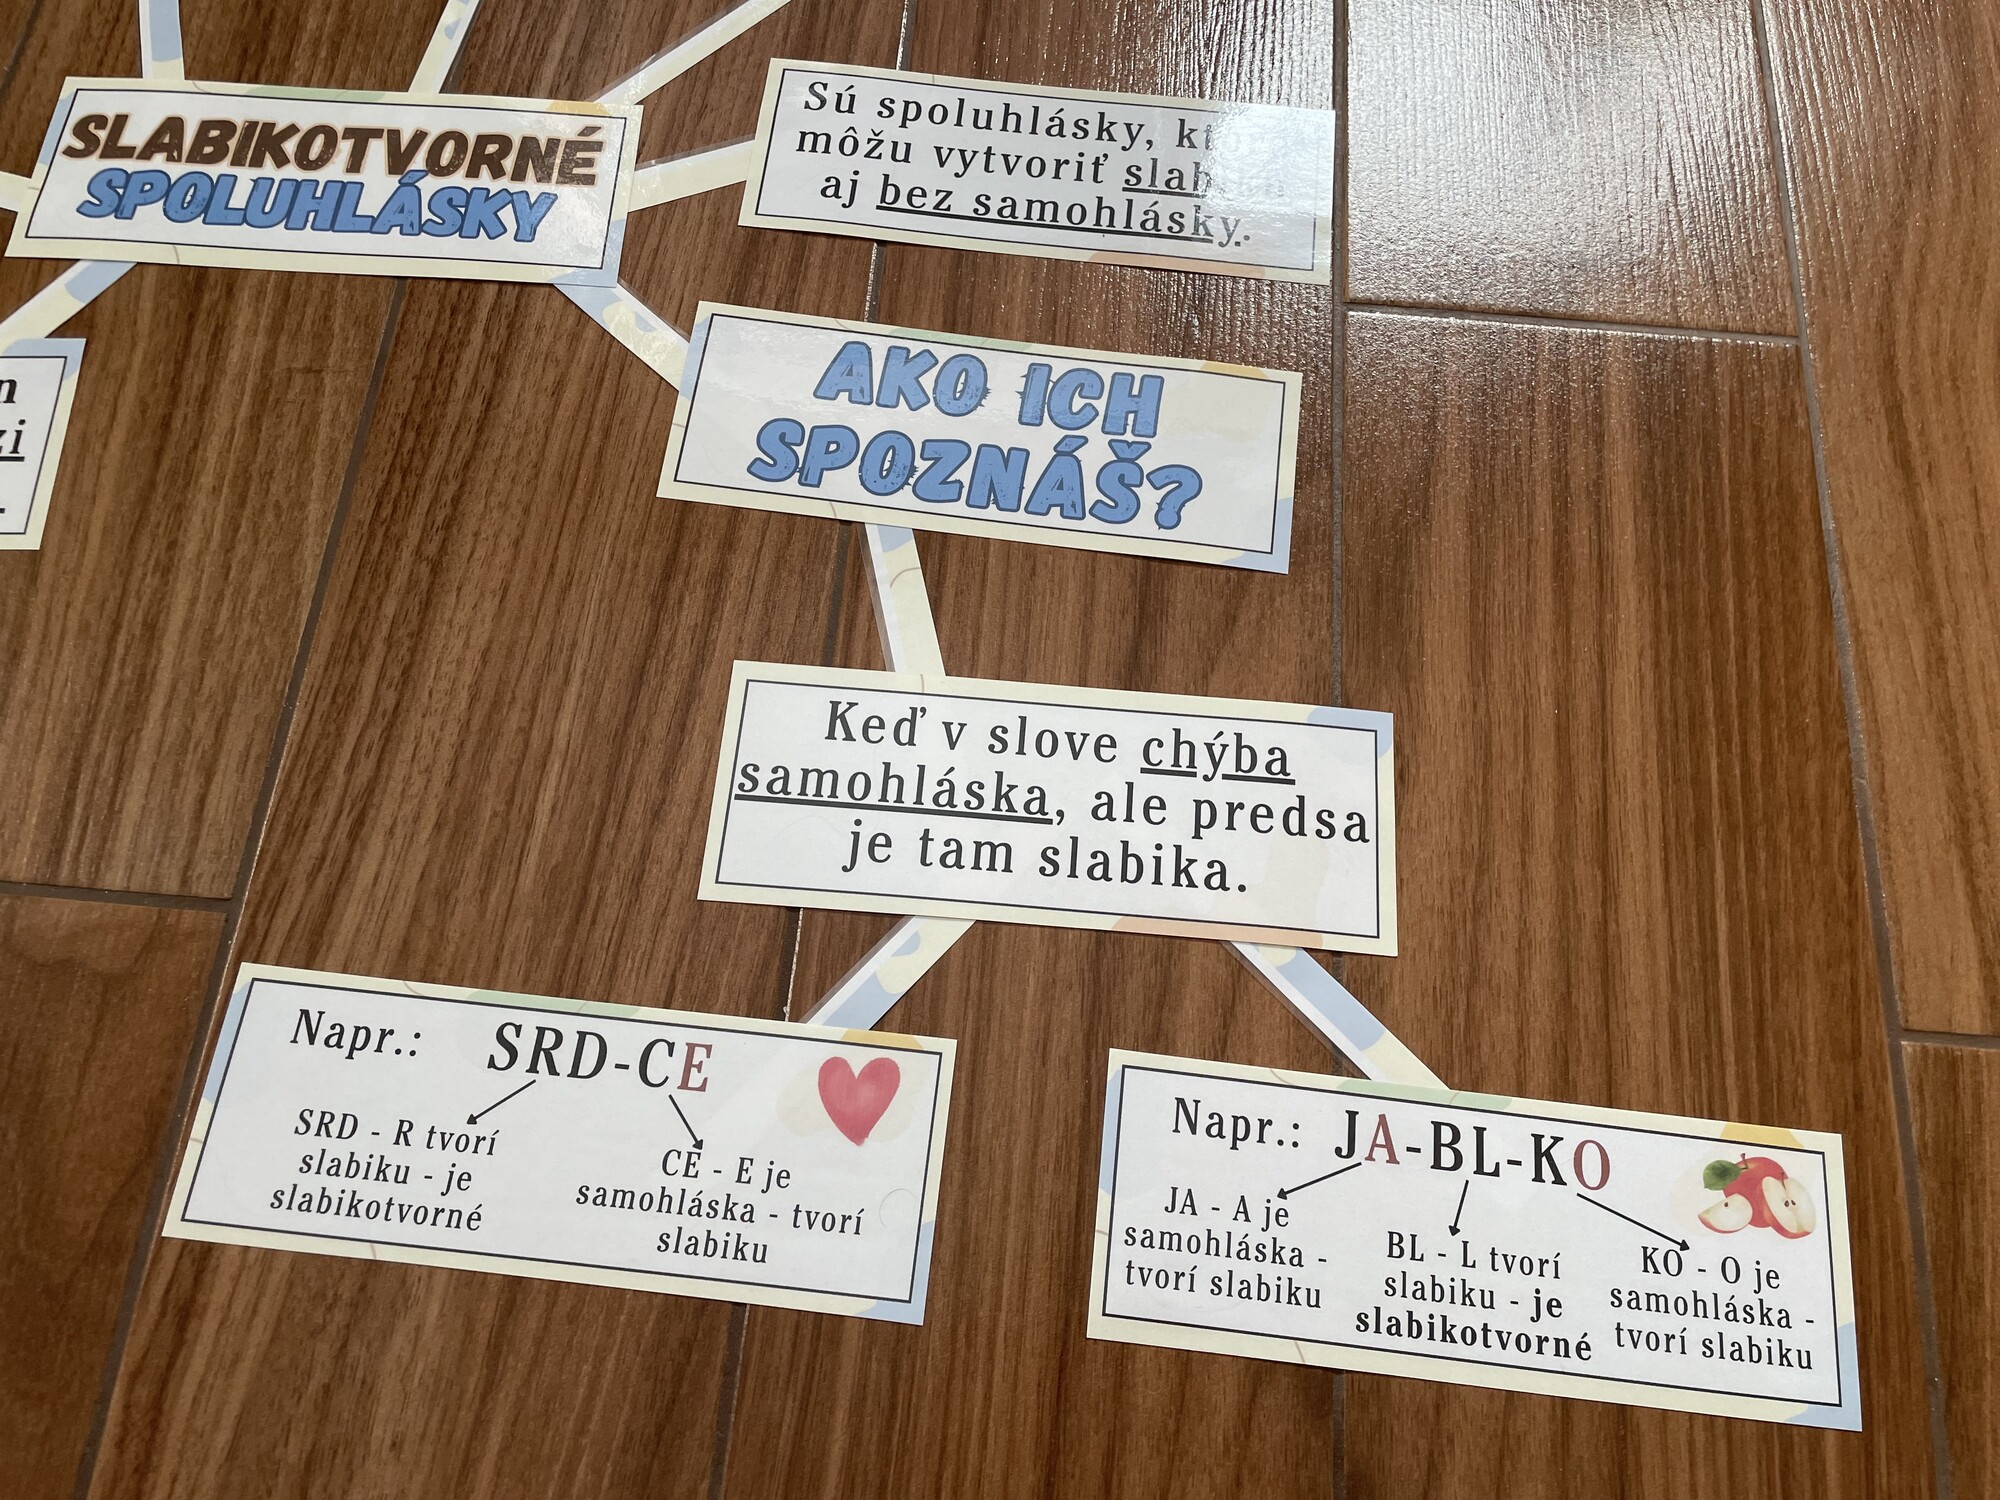 SLABIKOTVORNÉ
SPOLUHLÁSKY
Sú spoluhlásky,
môžu vytvoriť
aj bez samohlásky.
AKO ICH
SPOZNÁŠ?
Keď v slove chýba
samohláska, ale predsa
je tam slabika.
Napr.: SRD-CE
SRD - R tvorí
slabiku - je
slabikotvorné
CE - E je
samohláska - tvorí
slabiku
Napr.: JA-BL-KO
JA - A je
samohláska -
tvorí slabiku
BL - L tvorí
slabiku - je
slabikotvorné
KO - O je
samohláska -
tvorí slabiku